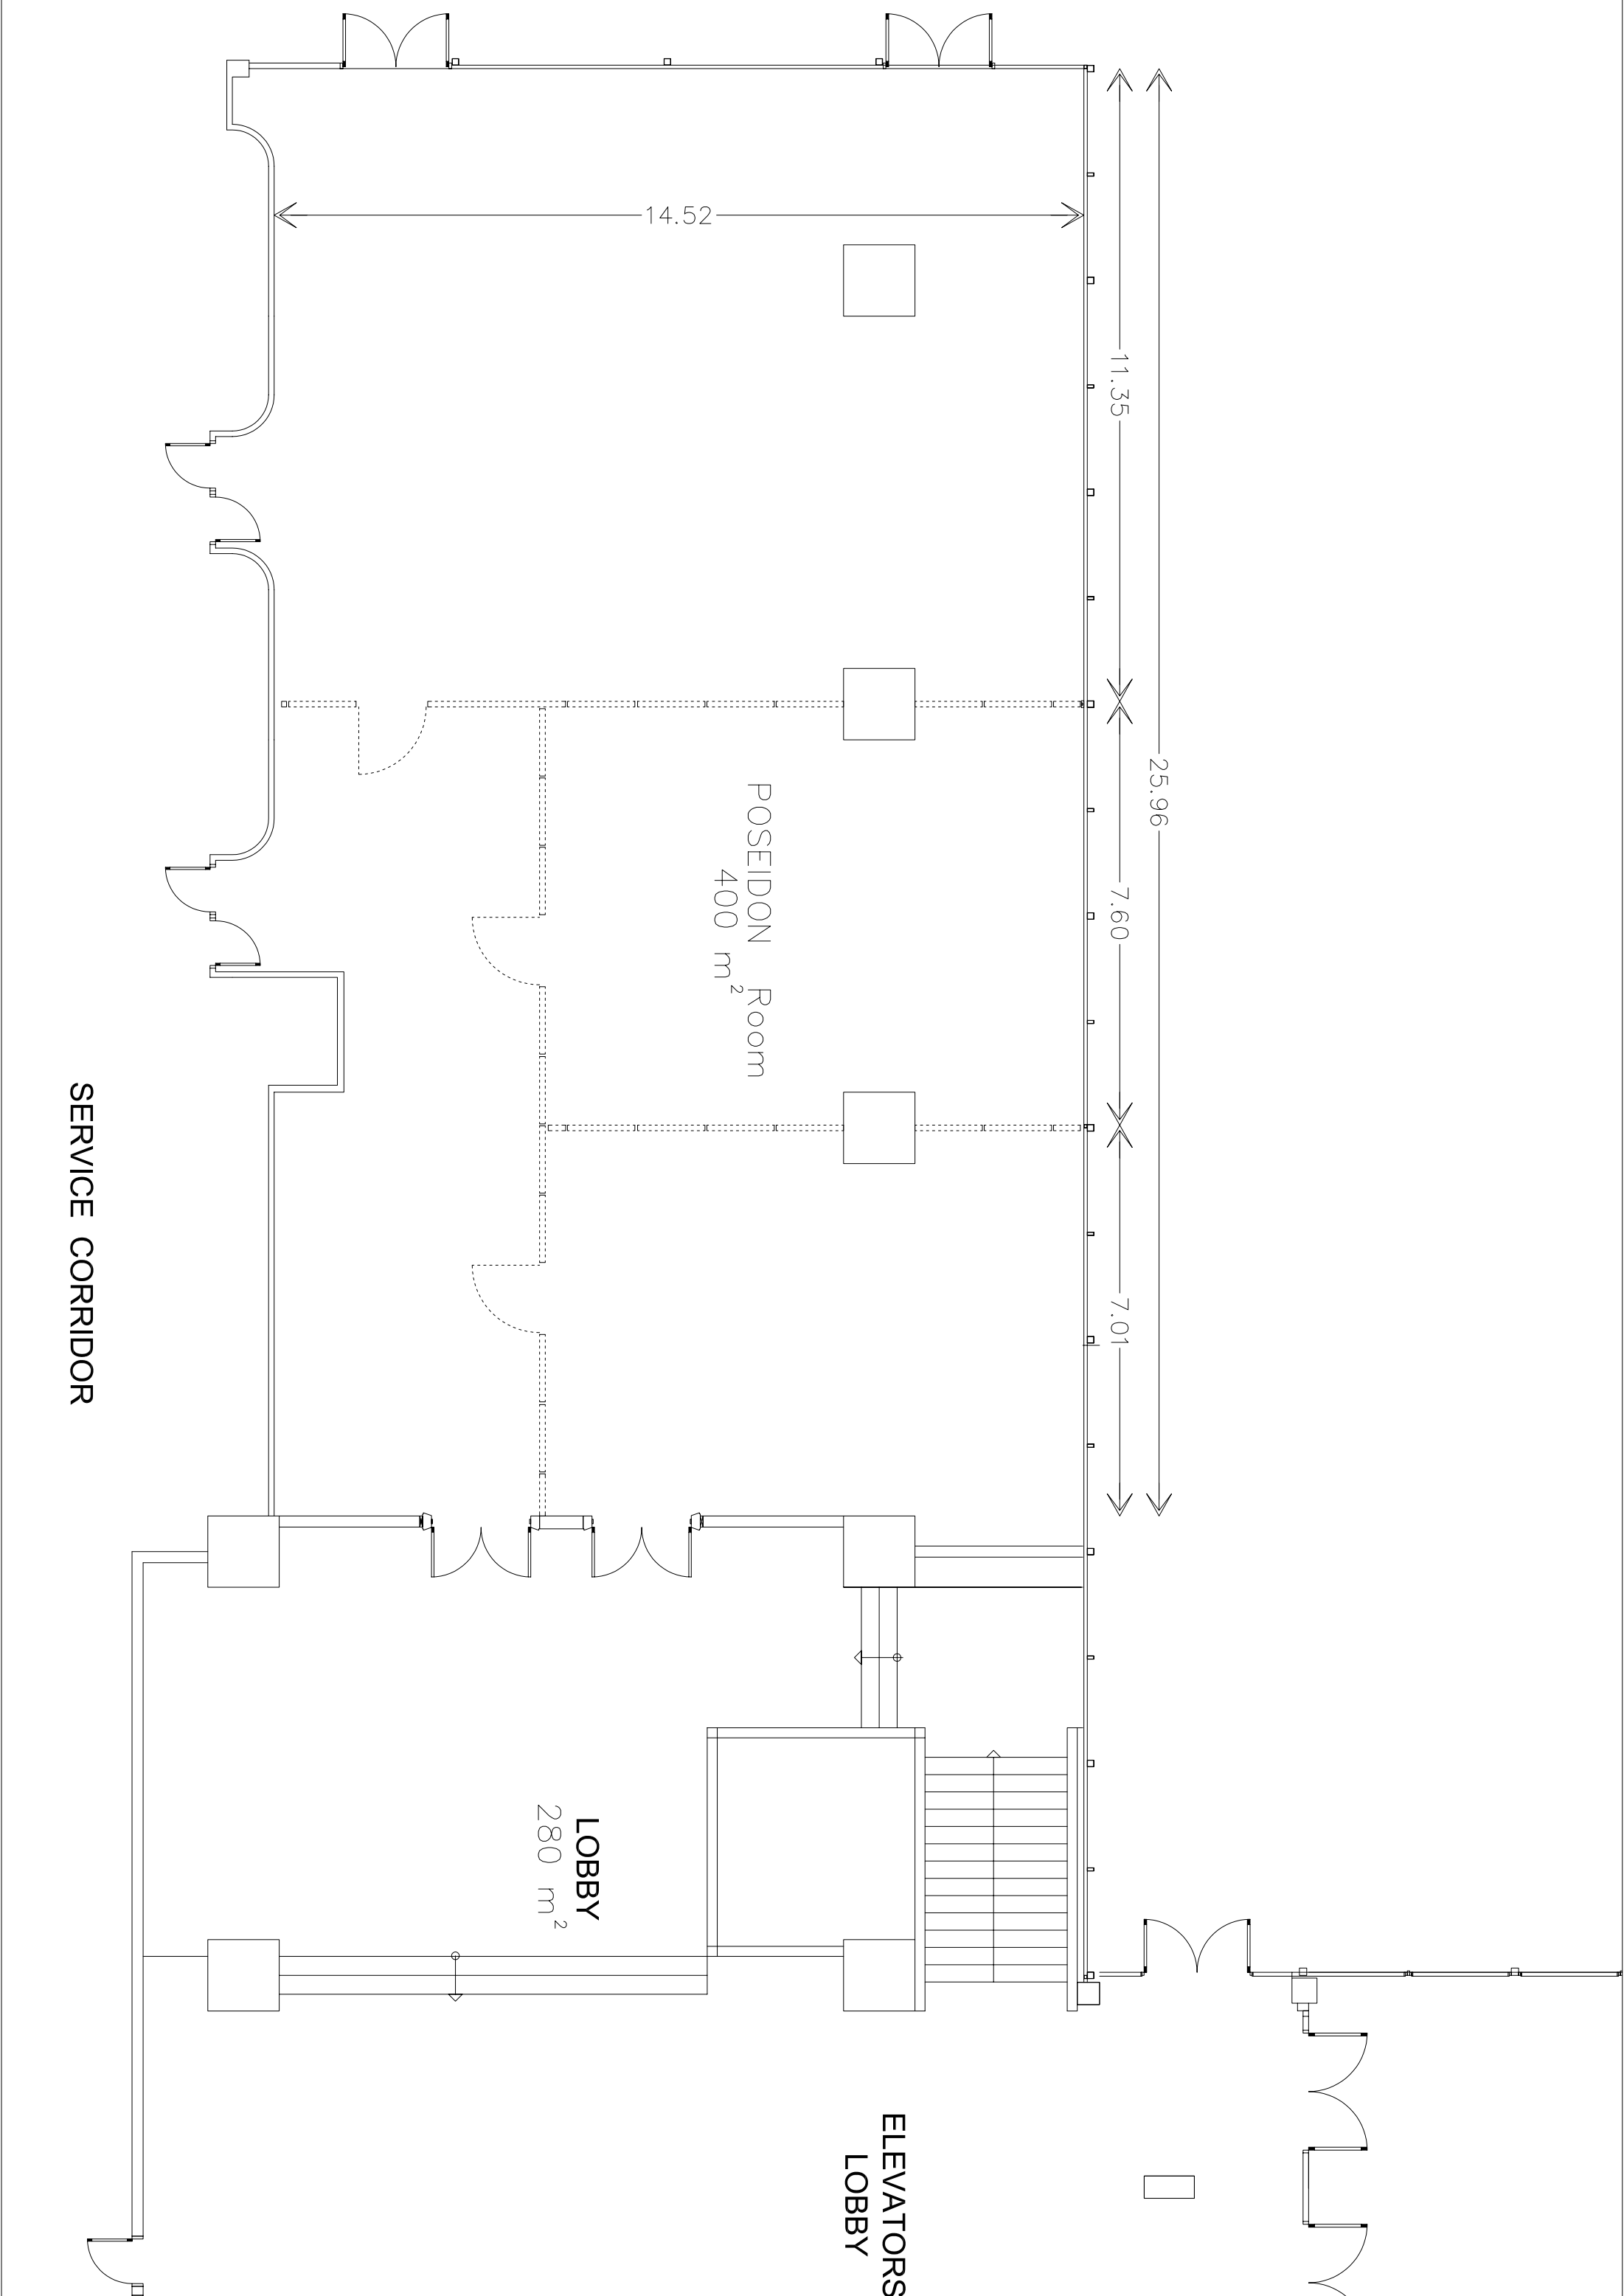 14.52
11.35
25.96
7.60
7.01
POSEIDON Room
400 m²
SERVICE CORRIDOR
LOBBY
280 m²
ELEVATORS
LOBBY